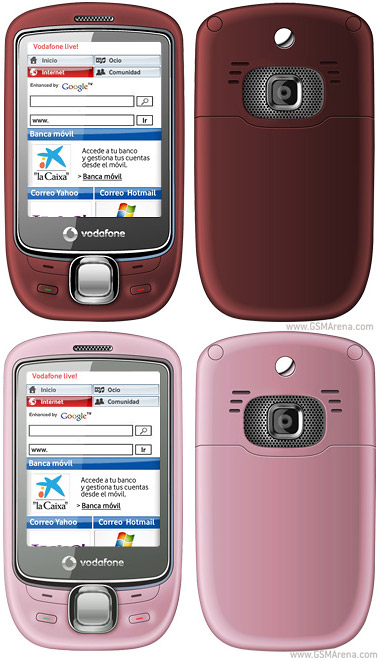 Vodafone live!
Inicio Ocio
Internet Comunidad
Enhanced by Google™
www. Ir
Banca móvil
"la Caixa"
Accede a tu banco
y gestiona tus cuentas
desde el móvil.
> Banca móvil
Correo Yahoo Correo Hotmail
vodafone
www.GSMArena.com
Vodafone live!
Inicio Ocio
Internet Comunidad
Enhanced by Google™
www. Ir
Banca móvil
"la Caixa"
Accede a tu banco
y gestiona tus cuentas
desde el móvil.
> Banca móvil
Correo Yahoo Correo Hotmail
vodafone
www.GSMArena.com